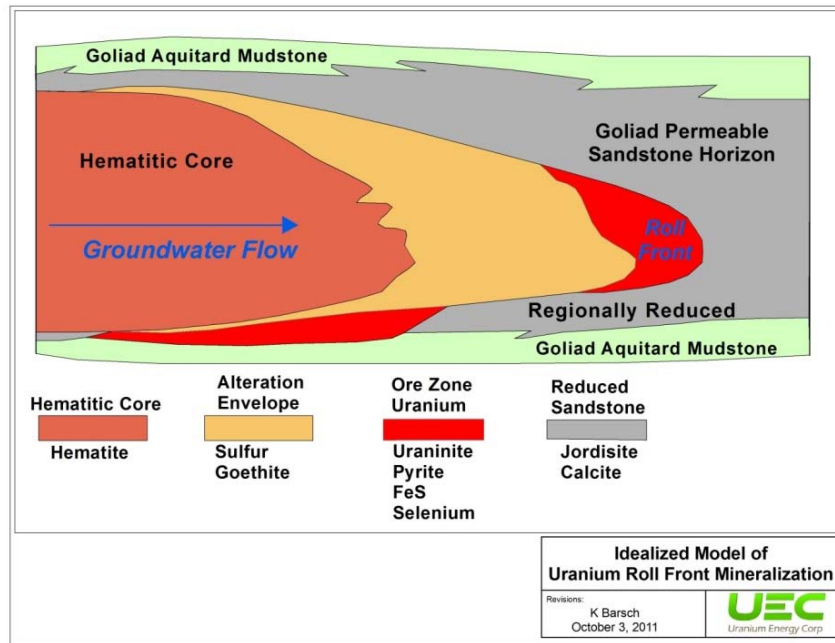 Goliad Aquitard Mudstone
Goliad Permeable
Sandstone Horizon
Hematitic Core
Groundwater Flow
Roll
Front
Regionally Reduced
Goliad Aquitard Mudstone
Hematitic Core
Hematite
Alteration
Envelope
Sulfur
Goethite
Ore Zone
Uranium
Uraninite
Pyrite
FeS
Selenium
Reduced
Sandstone
Jordisite
Calcite
Idealized Model of
Uranium Roll Front Mineralization
Revisions:
K Barsch
October 3, 2011
UEC
Uranium Energy Corp